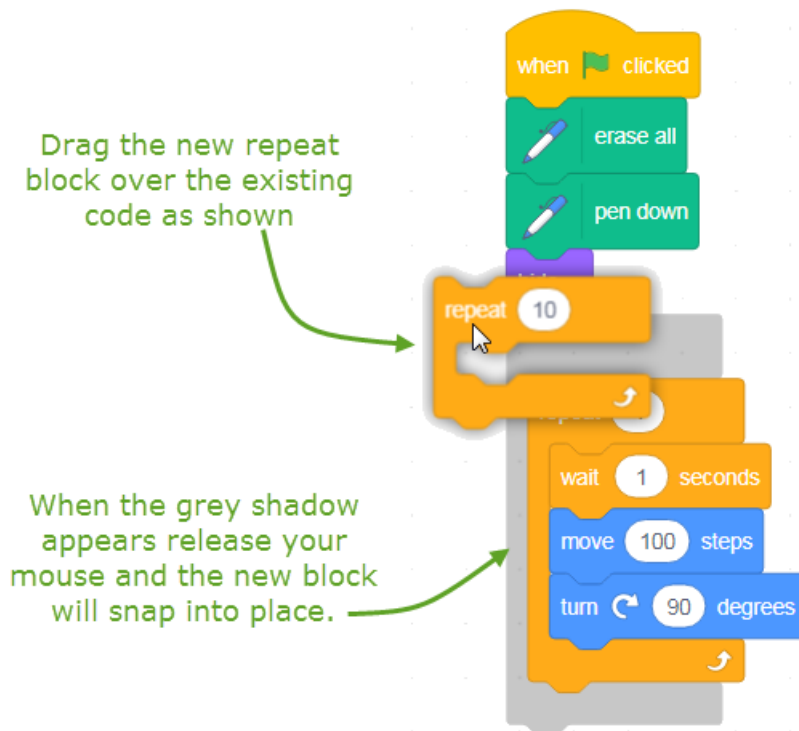 when clicked
erase all
pen down
Drag the new repeat
block over the existing
code as shown
repeat 10
wait 1 seconds
move 100 steps
turn 90 degrees
When the grey shadow
appears release your
mouse and the new block
will snap into place.